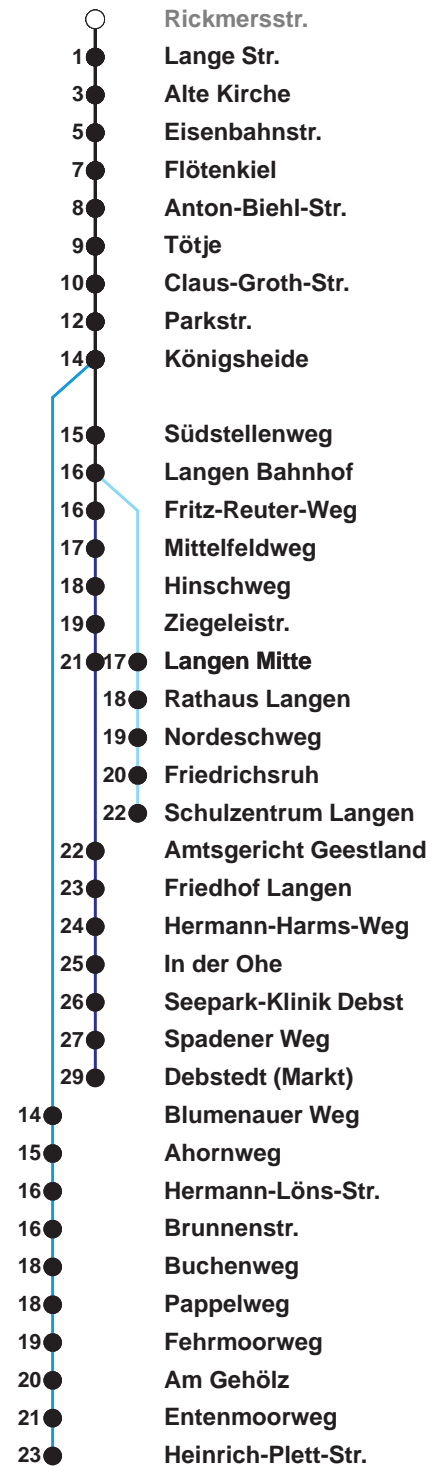 Rickmersstr.
1 Lange Str.
3 Alte Kirche
5 Eisenbahnstr.
7 Flötenkiel
8 Anton-Biehl-Str.
9 Tötje
10 Claus-Groth-Str.
12 Parkstr.
14 Königsheide
15 Südstellenweg
16 Langen Bahnhof
16 Fritz-Reuter-Weg
17 Mittelfeldweg
18 Hinschweg
19 Ziegeleistr.
21 17 Langen Mitte
18 Rathaus Langen
19 Nordeschweg
20 Friedrichsruh
22 Schulzentrum Langen
22 Amtsgericht Geestland
23 Friedhof Langen
24 Hermann-Harms-Weg
25 In der Ohe
26 Seepark-Klinik Debst
27 Spadener Weg
29 Debstedt (Markt)
14 Blumenauer Weg
15 Ahornweg
16 Hermann-Löns-Str.
16 Brunnenstr.
18 Buchenweg
18 Pappelweg
19 Fehrmoorweg
20 Am Gehölz
21 Entenmoorweg
23 Heinrich-Plett-Str.